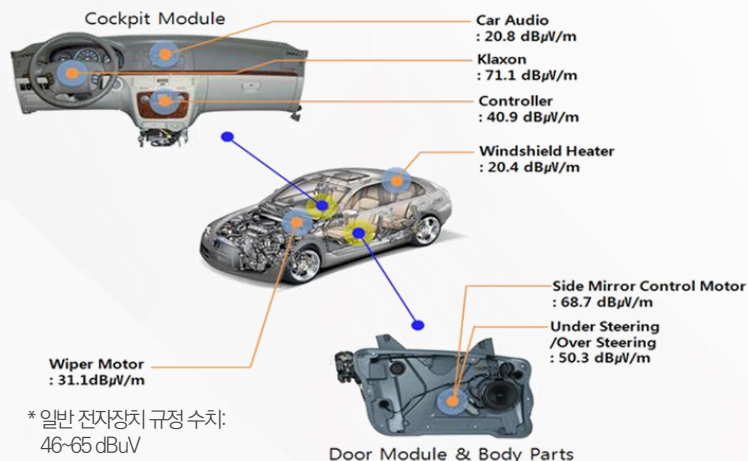 Cockpit Module
Car Audio
: 20.8 dBμV/m
Klaxon
: 71.1 dBμV/m
Controller
: 40.9 dBμV/m
Windshield Heater
: 20.4 dBμV/m
Side Mirror Control Motor
: 68.7 dBμV/m
Under Steering
/Over Steering
: 50.3 dBμV/m
Wiper Motor
: 31.1dBμV/m
* 일반 전자장치 규정 수치:
46~65 dBuV
Door Module & Body Parts